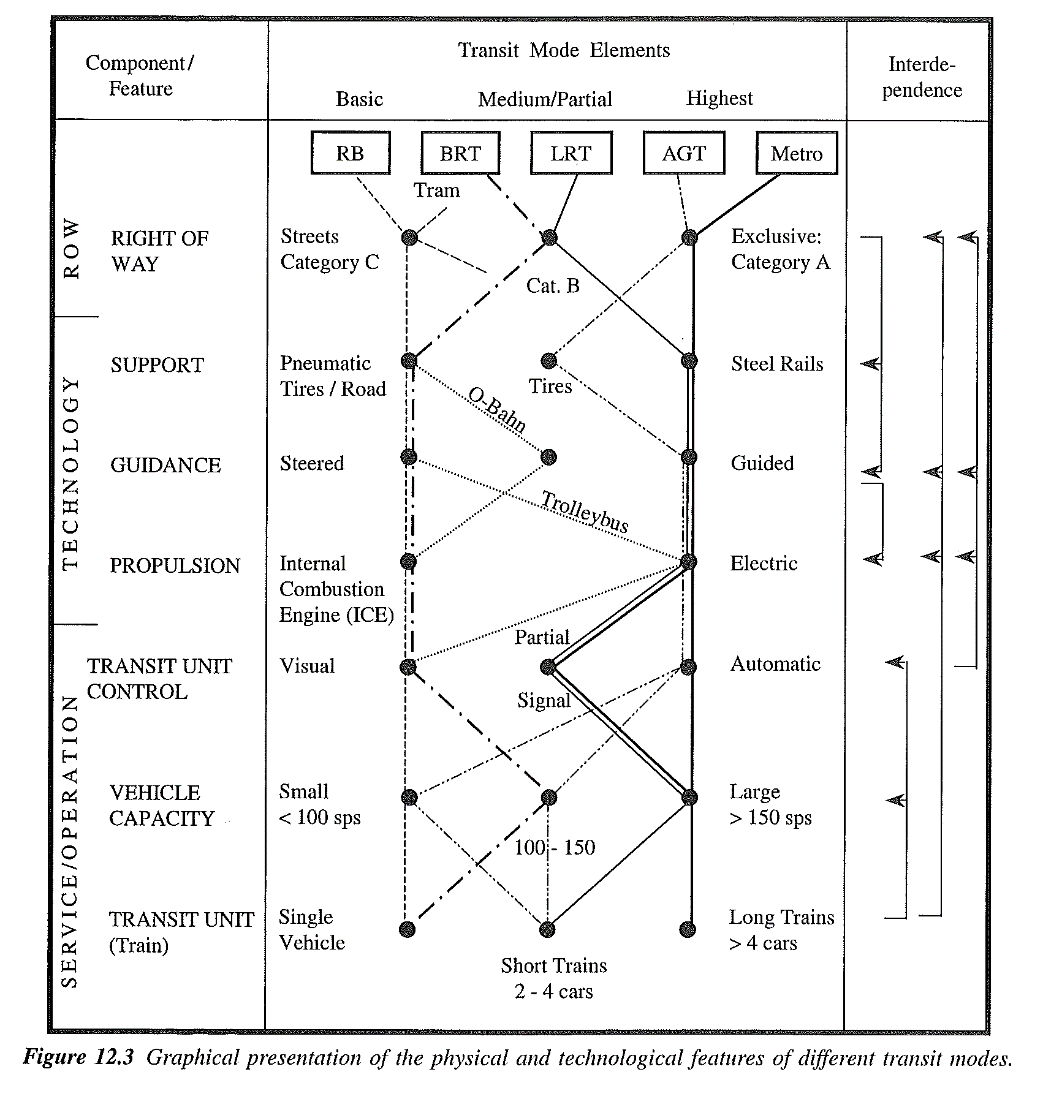 Component/
Feature
Transit Mode Elements
Basic
Medium/Partial
Highest
Interde-
pendence
RB
BRT
LRT
AGT
Metro
Tram
ROW
RIGHT OF
WAY
Streets
Category C
Cat. B
Exclusive:
Category A
TECHNOLOGY
SUPPORT
Pneumatic
Tires / Road
Tires
Steel Rails
O-Bahn
GUIDANCE
Steered
Guided
Trolleybus
PROPULSION
Internal
Combustion
Engine (ICE)
Electric
SERVICE/OPERATION
TRANSIT UNIT
CONTROL
Visual
Partial
Signal
Automatic
VEHICLE
CAPACITY
Small
< 100 sps
100 - 150
Large
> 150 sps
TRANSIT UNIT
(Train)
Single
Vehicle
Short Trains
2 - 4 cars
Long Trains
> 4 cars
Figure 12.3 Graphical presentation of the physical and technological features of different transit modes.